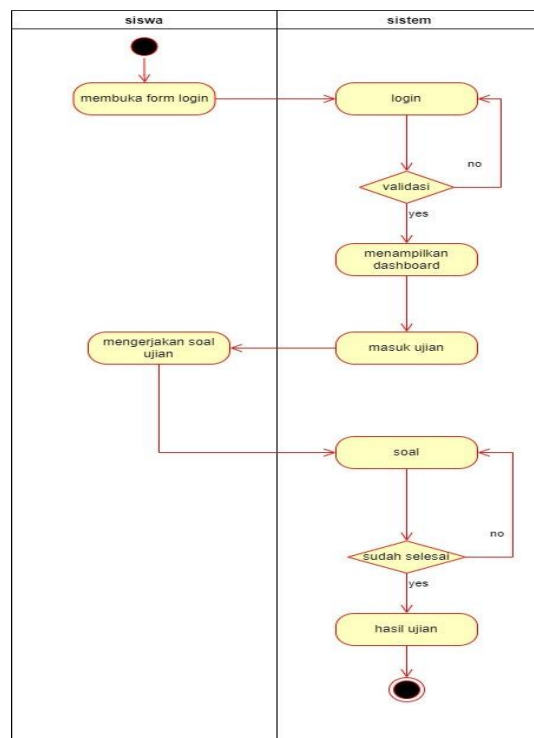 siswa
sistem
membuka form login
login
no
validasi
yes
menampilkan
dashboard
mengerjakan soal
ujian
masuk ujian
soal
no
sudah selesai
yes
hasil ujian